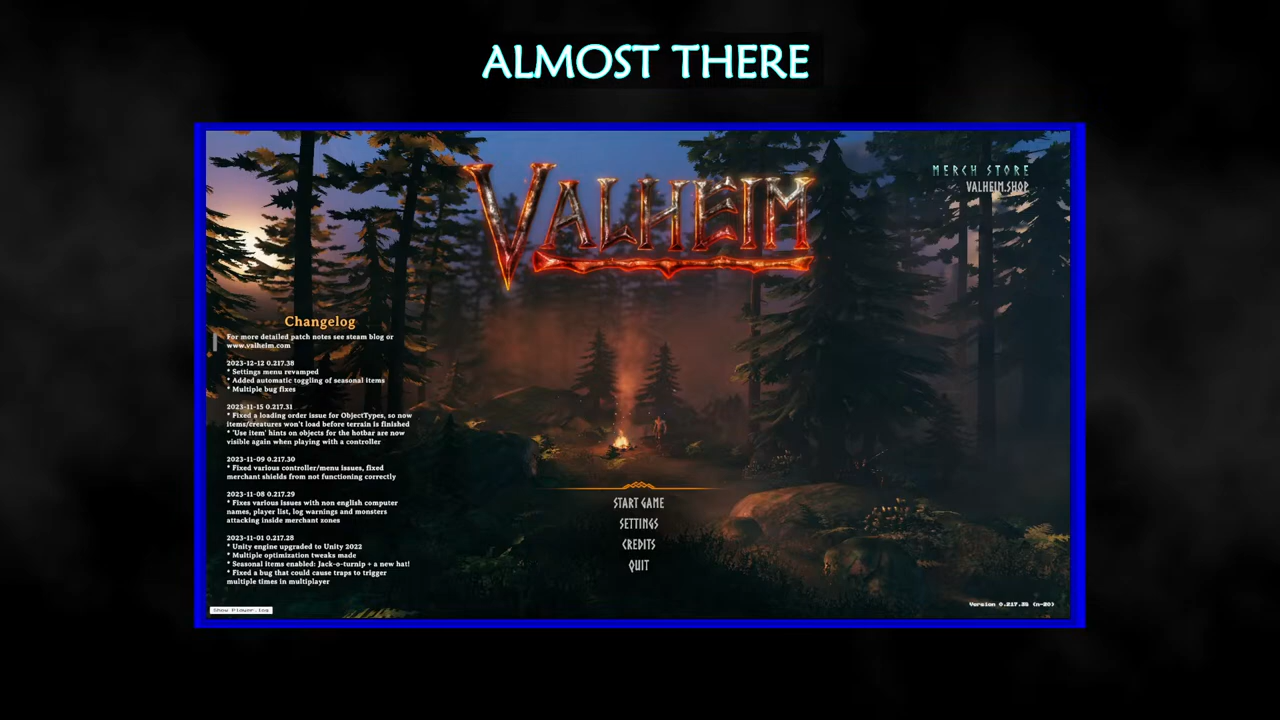 ALMOST THERE
VALHEIM
MERCH STORE
VALHEIM.SHOP
Changelog
For more detailed patch notes see steam blog or
www.valheim.com
2023-12-12 0.217.38
* Settings menu revamped
* Added automatic toggling of seasonal items
* Multiple bug fixes
2023-11-15 0.217.31
* Fixed a loading order issue for ObjectTypes, so now
items/creatures won't load before terrain is finished
* 'Use item' hints on objects for the hotbar are now
visible again when playing with a controller
2023-11-09 0.217.30
* Fixed various controller/menu issues, fixed
merchant shields from not functioning correctly
2023-11-08 0.217.29
* Fixes various issues with non english computer
names, player list, log warnings and monsters
attacking inside merchant zones
2023-11-01 0.217.28
* Unity engine upgraded to Unity 2022
* Multiple optimization tweaks made
* Seasonal items enabled: Jack-o-turnip + a new hat!
* Fixed a bug that could cause traps to trigger
multiple times in multiplayer
START GAME
SETTINGS
CREDITS
QUIT
Show Player.log
Version 0.217.38 (n-20)